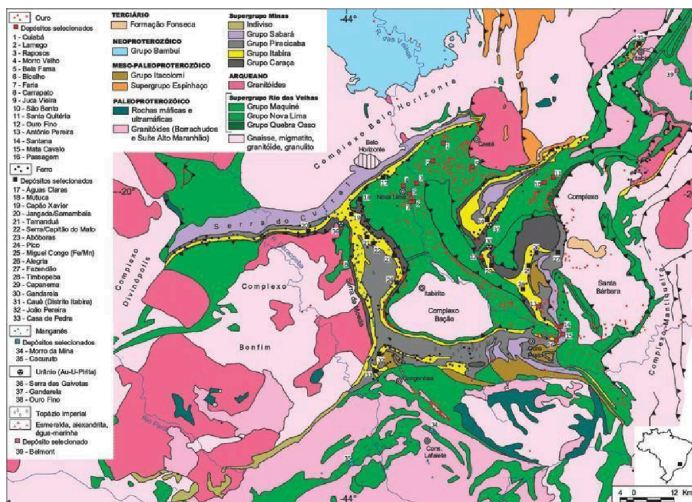 Ouro
Depósitos selecionados
1 - Cuiabá
2 - Lamego
3 - Raposos
4 - Morro Velho
5 - Bela Fama
6 - Bicalho
7 - Faria
8 - Carrapato
9 - Juca Vieira
10 - São Bento
11 - Santa Quitéria
12 - Ouro Fino
13 - Antônio Pereira
14 - Santana
15 - Mata Cavalo
16 - Passagem
Ferro
Depósitos selecionados
17 - Águas Claras
18 - Mutuca
19 - Capão Xavier
20 - Jangada/Samambaia
21 - Tamanduá
22 - Serra/Capitão do Mato
23 - Abóboras
24 - Pico
25 - Miguel Congo (Fe/Mn)
26 - Alegria
27 - Fazendão
28 - Timbopeba
29 - Capanema
30 - Gandarela
31 - Cauê (Distrito Itabira)
32 - João Pereira
33 - Casa de Pedra
Manganês
Depósitos selecionados
34 - Morro da Mina
35 - Cocuruto
Urânio (Au-U-Pirita)
36 - Serra das Gaivotas
37 - Gandarela
38 - Ouro Fino
Topázio Imperial
Esmeralda, alexandrita,
água-marinha
Depósito selecionado
39 - Belmont
TERCIÁRIO
Formação Fonseca
NEOPROTEROZÓICO
Grupo Bambuí
MESO-PALEOPROTEROZÓICO
Grupo Itacolomi
Supergrupo Espinhaço
PALEOPROTEROZÓICO
Rochas máficas e
ultramáficas
Granitóides (Borrachudos
e Suíte Alto Maranhão)
Supergrupo Minas
Indiviso
Grupo Sabará
Grupo Piracicaba
Grupo Itabira
Grupo Caraça
ARQUEANO
Granitóides
Supergrupo Rio das Velhas
Grupo Maquiné
Grupo Nova Lima
Grupo Quebra Osso
Gnaisse, migmatito,
granitóide, granulito
-44°
-20°
-20°
-44°
Complexo Belo Horizonte
Belo
Horizonte
Caeté
Nova Lima
Serra do Curral
Complexo
Divinópolis
Complexo
Bonfim
Serra da Moeda
Itabirito
Complexo
Bação
Complexo
Santa
Bárbara
Complexo Mantiqueira
Ouro
Preto
Congonhas
Cons.
Lafaiete
Itabira
4 0 12 Km